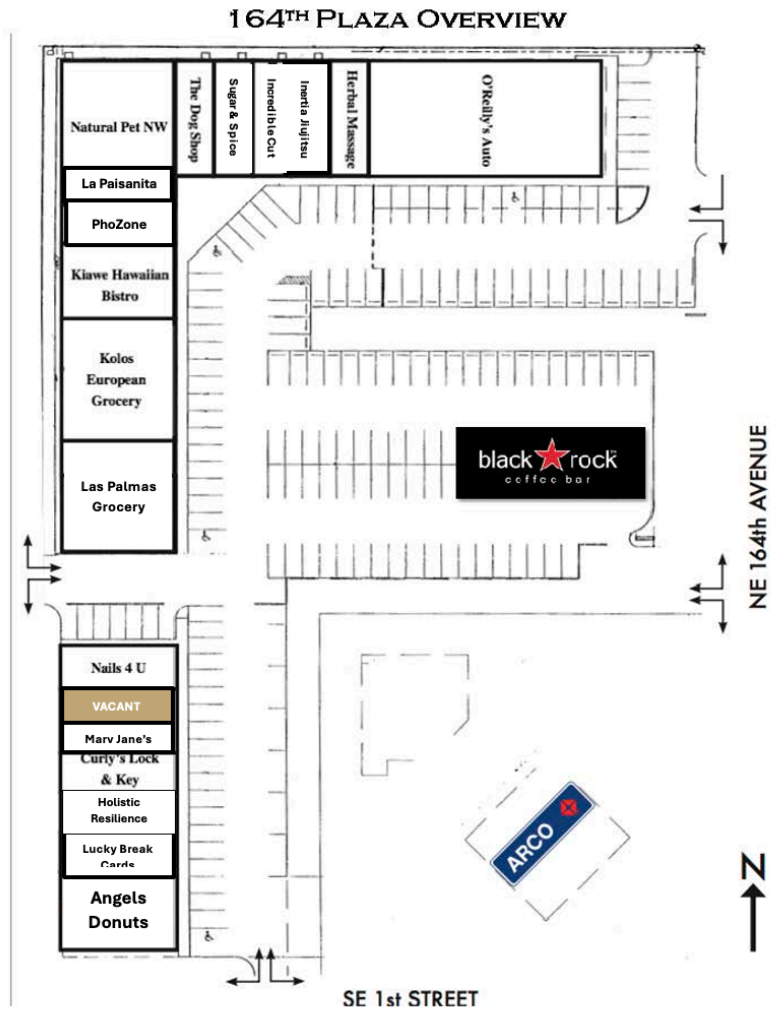 164TH PLAZA OVERVIEW
Natural Pet NW
The Dog Shop
Sugar & Spice
Incredible Cut
Inertia Jiujitsu
Herbal Massage
O'Reilly's Auto
La Paisanita
PhoZone
Kiawe Hawaiian
Bistro
Kolos
European
Grocery
Las Palmas
Grocery
black rock
coffee bar
NE 164th AVENUE
Nails 4 U
VACANT
Mary Jane's
Curly's Lock
& Key
Holistic
Resilience
Lucky Break
Cards
Angels
Donuts
ARCO
N
SE 1st STREET